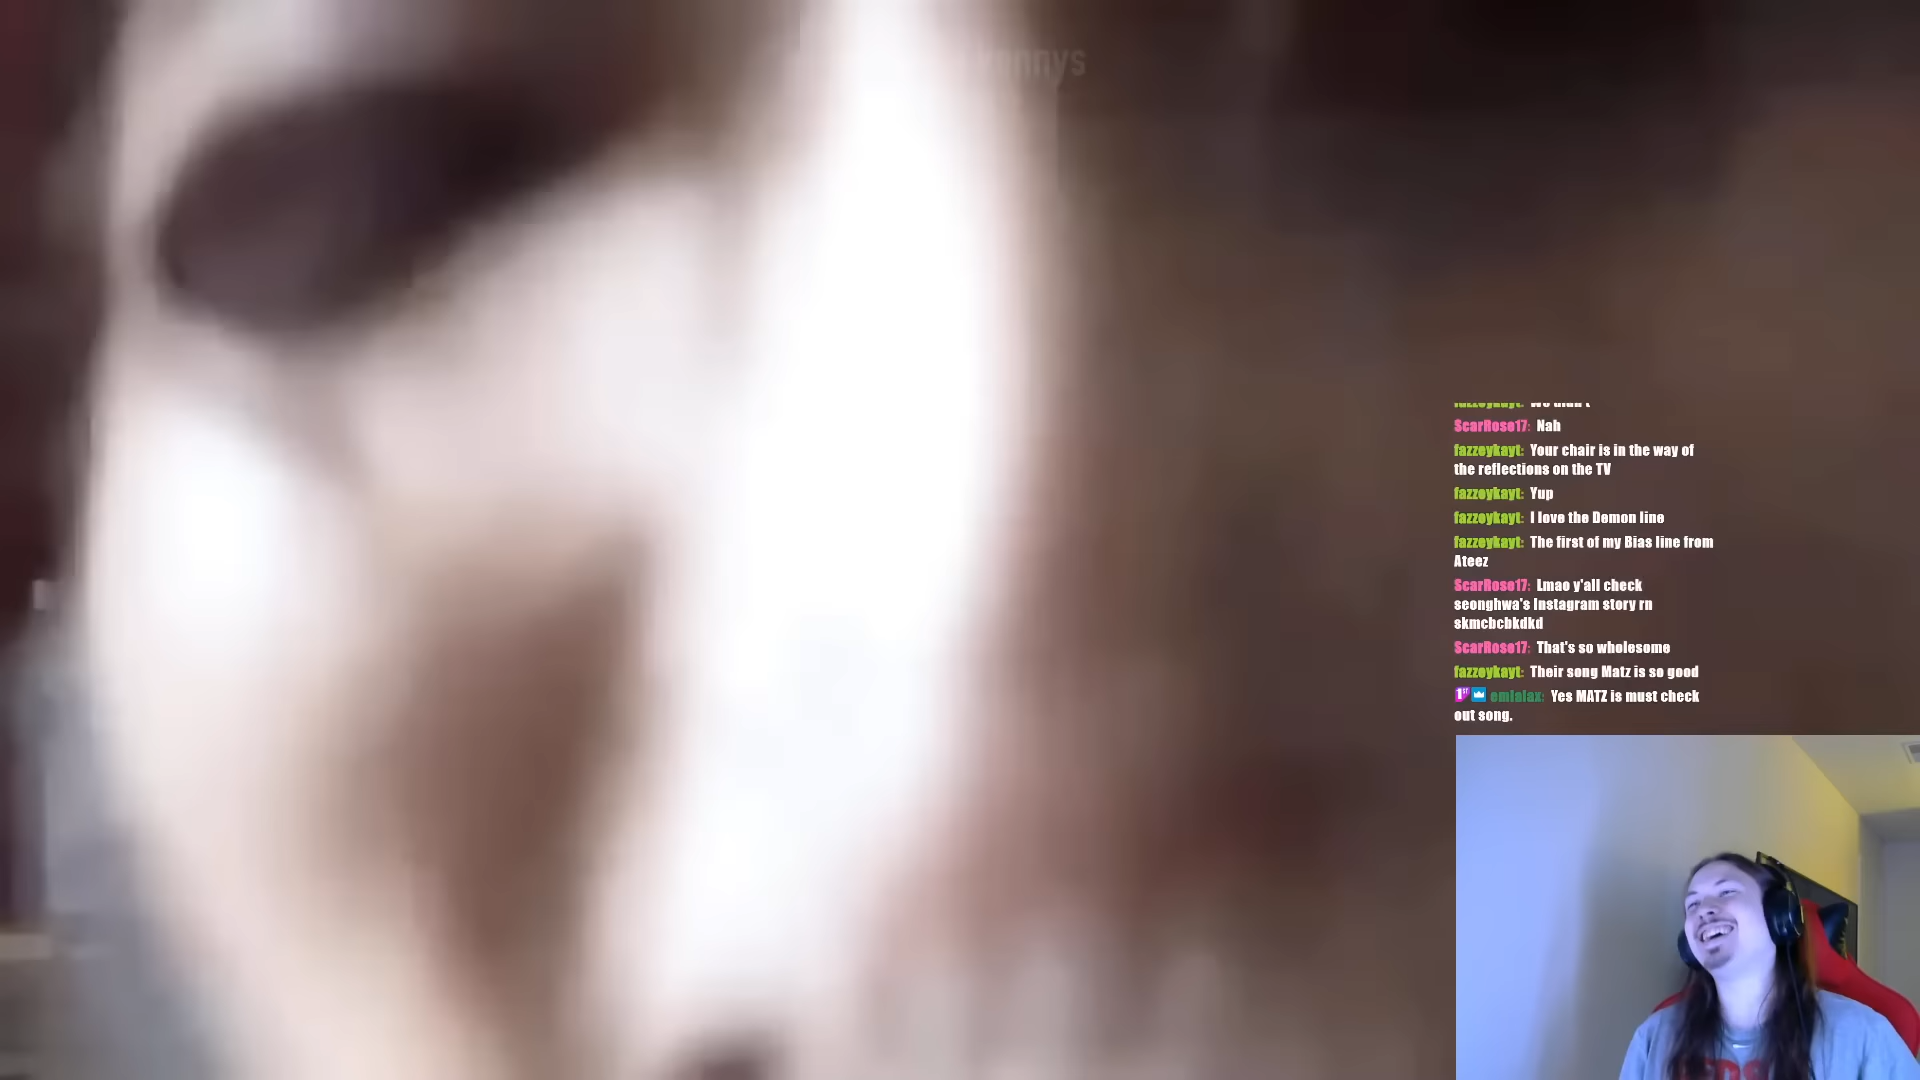 ScarRose17: Nah
fazzeykayt: Your chair is in the way of
the reflections on the TV
fazzeykayt: Yup
fazzeykayt: I love the Demon line
fazzeykayt: The first of my Bias line from
Ateez
ScarRose17: Lmao y'all check
seonghwa's Instagram story rn
skmcbcbkdkd
ScarRose17: That's so wholesome
fazzeykayt: Their song Matz is so good
1ST emlalax: Yes MATZ is must check
out song.